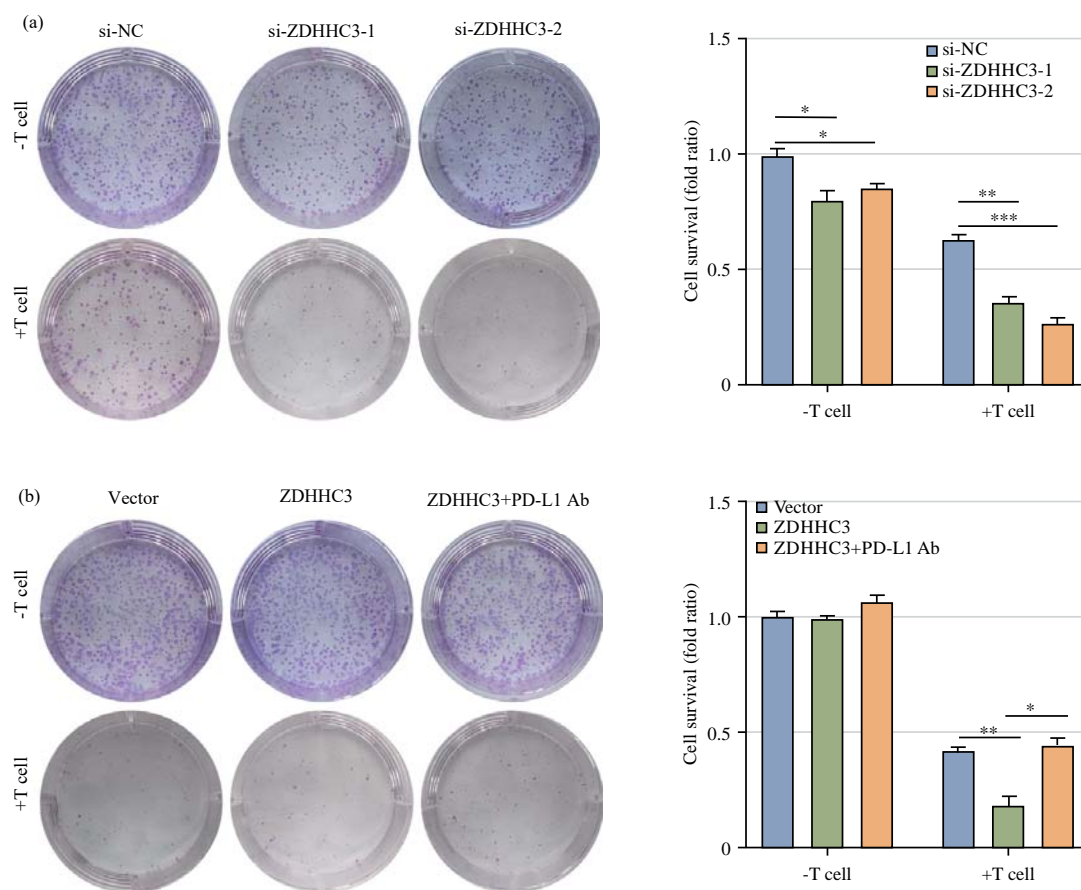 (a)
si-NC
si-ZDHHC3-1
si-ZDHHC3-2
-T cell
+T cell
1.5
1.0
0.5
0
Cell survival (fold ratio)
si-NC
si-ZDHHC3-1
si-ZDHHC3-2
*
*
**
***
-T cell
+T cell
(b)
Vector
ZDHHC3
ZDHHC3+PD-L1 Ab
-T cell
+T cell
1.5
1.0
0.5
0
Cell survival (fold ratio)
Vector
ZDHHC3
ZDHHC3+PD-L1 Ab
*
**
-T cell
+T cell